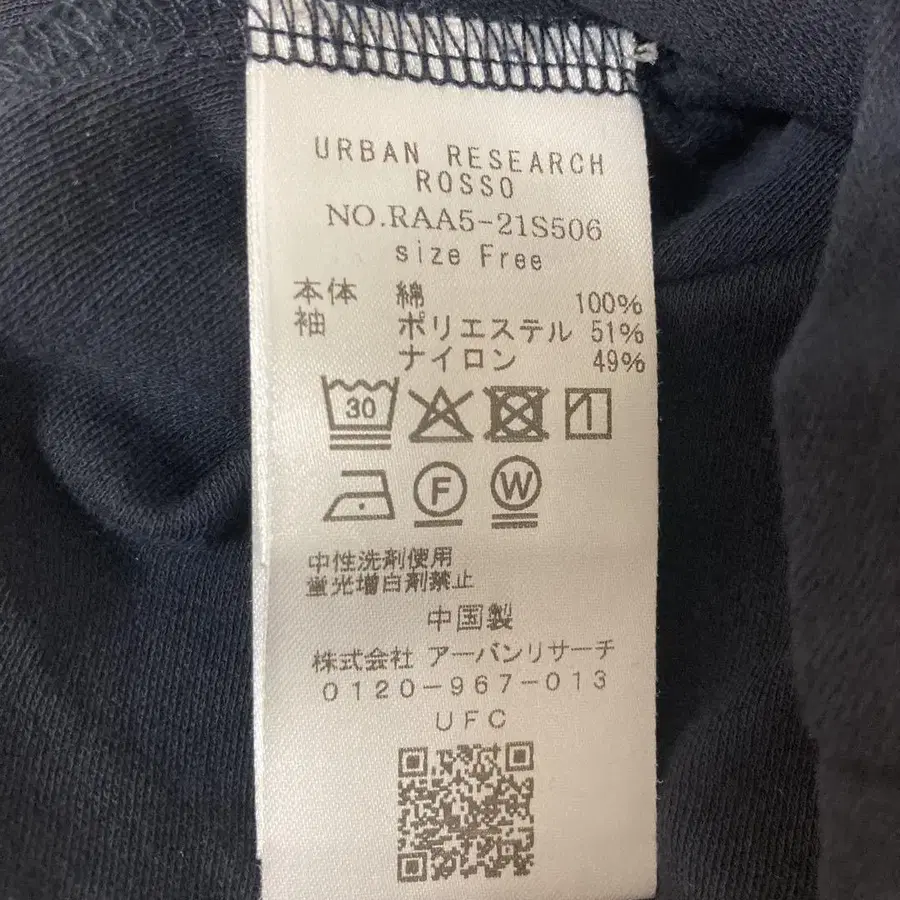 URBAN RESEARCH
ROSSO
NO.RAA5-21S506
size Free
本体 綿 100%
袖 ポリエステル 51%
ナイロン 49%
30
F W
中性洗剤使用
蛍光増白剤禁止
中国製
株式会社 アーバンリサーチ
0120-967-013
UFC